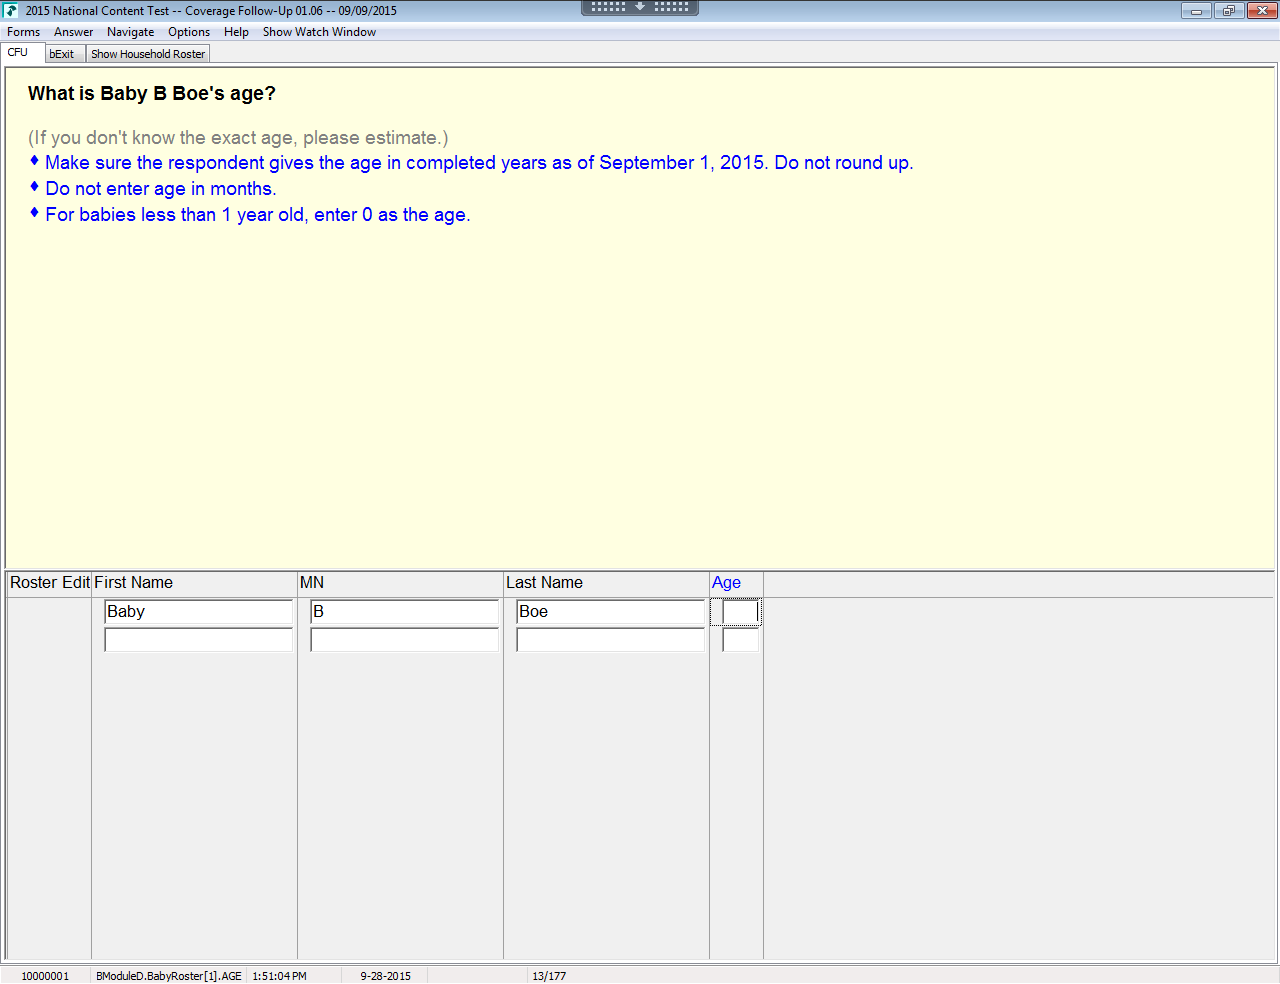 2015 National Content Test -- Coverage Follow-Up 01.06 -- 09/09/2015
Forms Answer Navigate Options Help Show Watch Window
CFU bExit Show Household Roster
What is Baby B Boe's age?
(If you don't know the exact age, please estimate.)
♦ Make sure the respondent gives the age in completed years as of September 1, 2015. Do not round up.
♦ Do not enter age in months.
♦ For babies less than 1 year old, enter 0 as the age.
Roster Edit First Name MN Last Name Age
Baby B Boe
10000001 BModuleD.BabyRoster[1].AGE 1:51:04 PM 9-28-2015 13/177